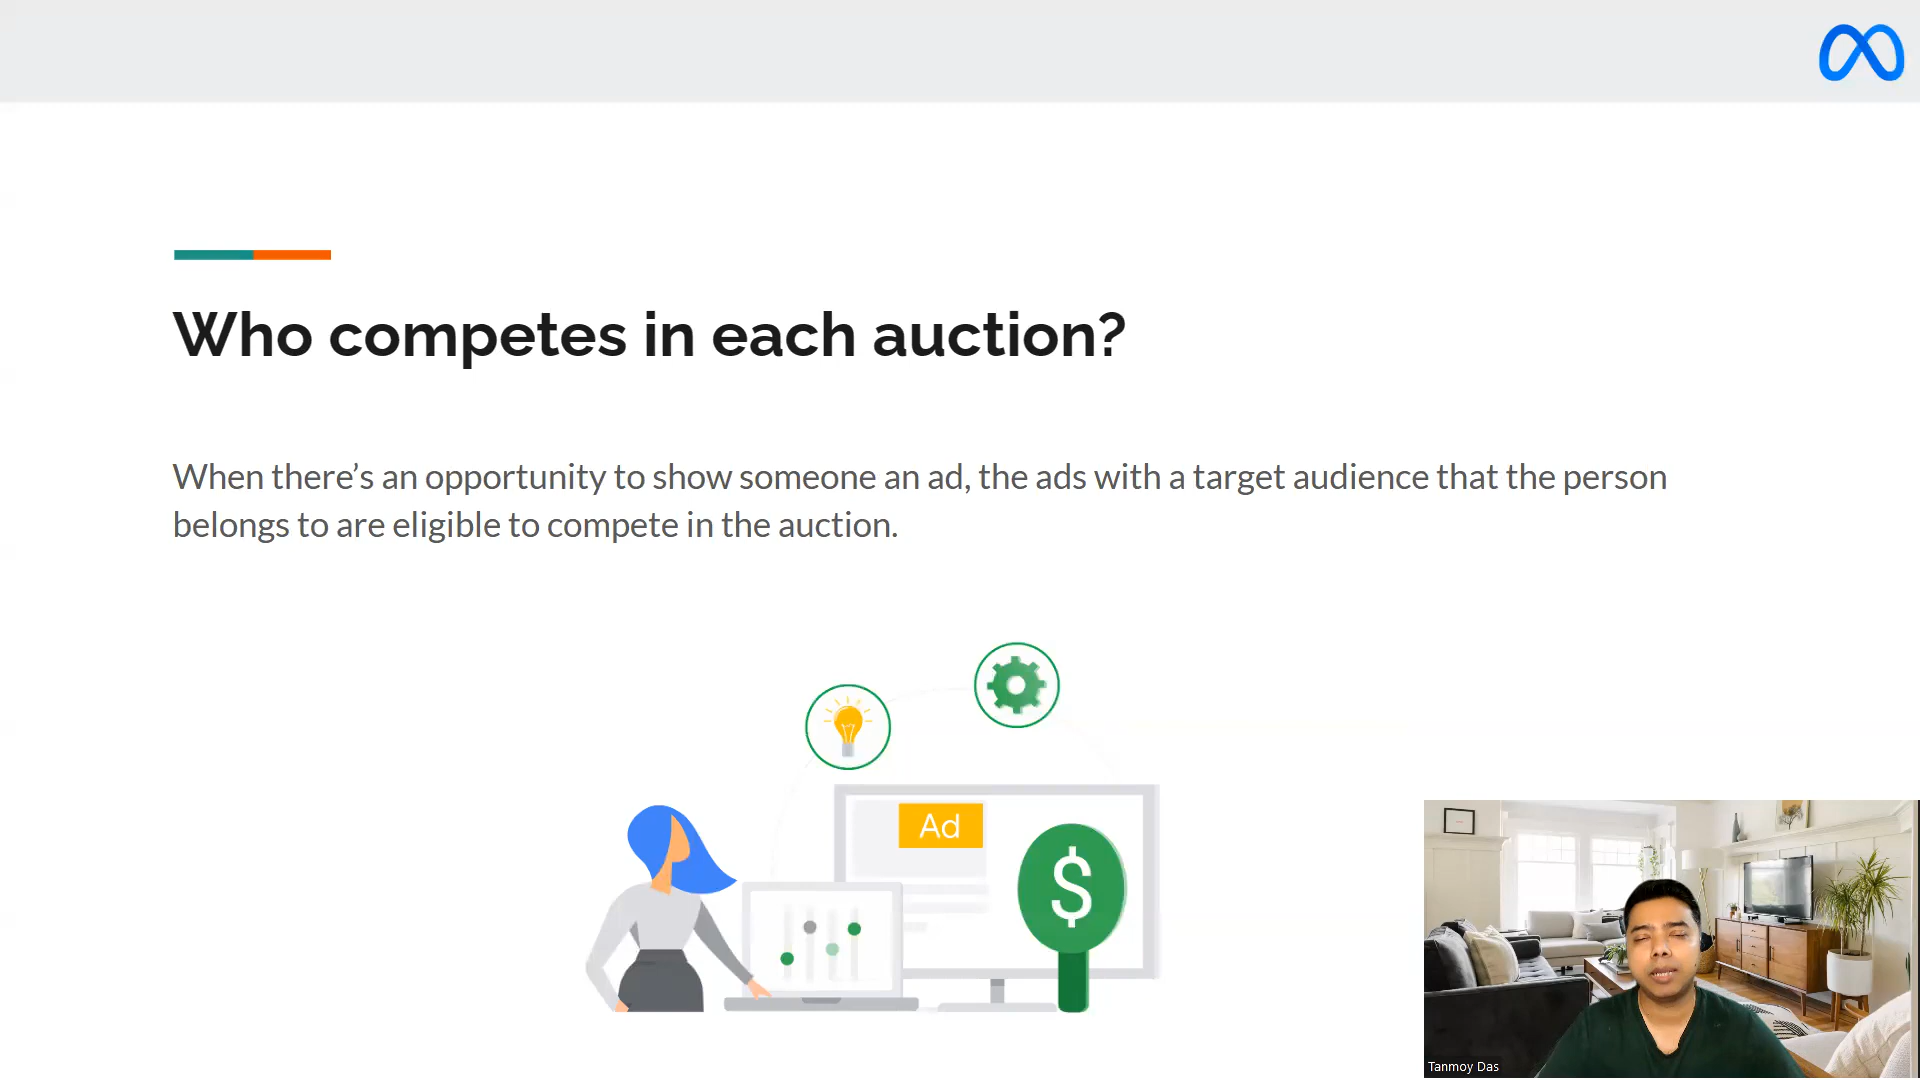 Who competes in each auction?
When there’s an opportunity to show someone an ad, the ads with a target audience that the person
belongs to are eligible to compete in the auction.
Ad
$
Tanmoy Das